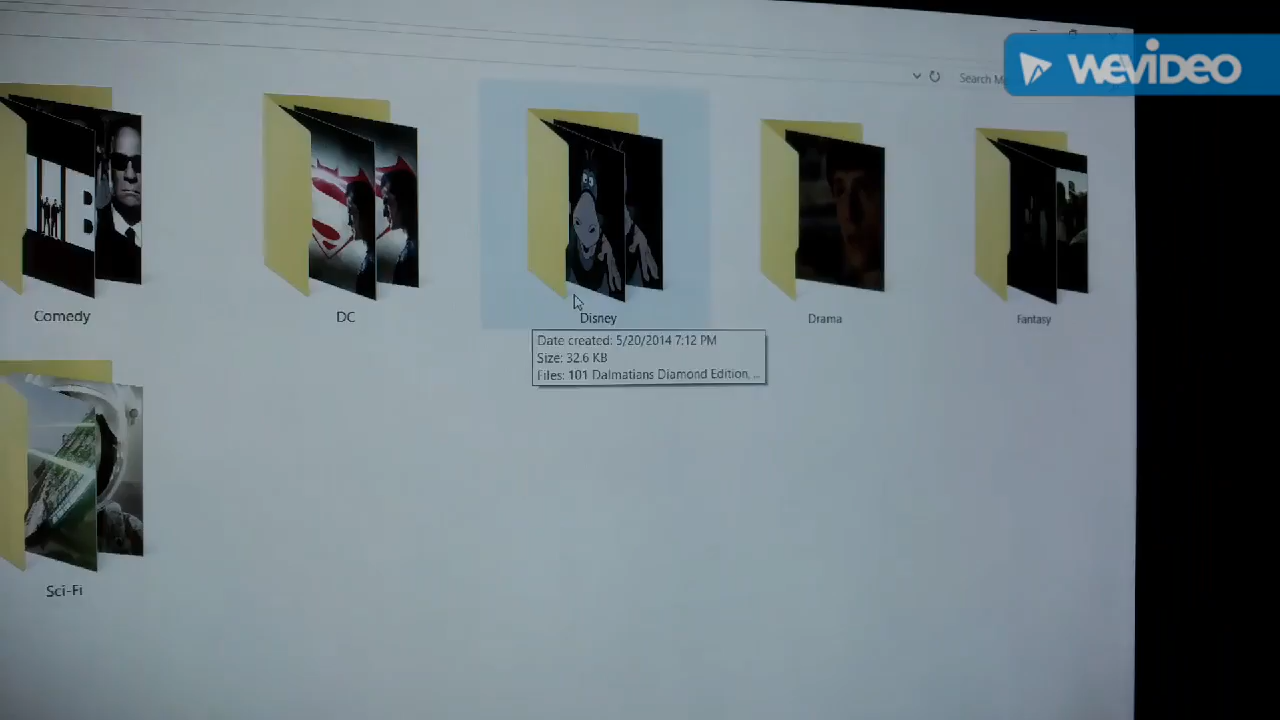 WEVIDEO
Search M
Comedy
DC
Disney
Drama
Fantasy
Date created: 5/20/2014 7:12 PM
Size: 32.6 KB
Files: 101 Dalmatians Diamond Edition, ...
Sci-Fi